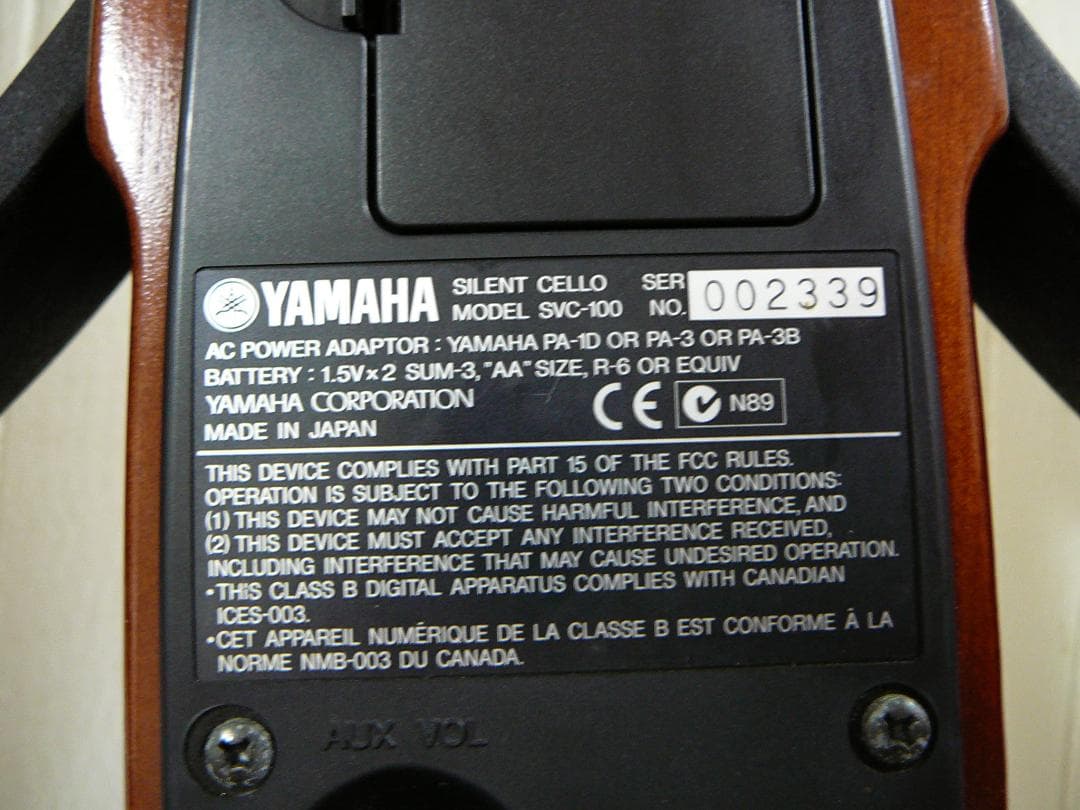 YAMAHA SILENT CELLO SER
MODEL SVC-100 NO. 002339
AC POWER ADAPTOR : YAMAHA PA-1D OR PA-3 OR PA-3B
BATTERY : 1.5V×2 SUM-3, "AA" SIZE, R-6 OR EQUIV
YAMAHA CORPORATION
MADE IN JAPAN
CE N89
THIS DEVICE COMPLIES WITH PART 15 OF THE FCC RULES.
OPERATION IS SUBJECT TO THE FOLLOWING TWO CONDITIONS:
(1) THIS DEVICE MAY NOT CAUSE HARMFUL INTERFERENCE, AND
(2) THIS DEVICE MUST ACCEPT ANY INTERFERENCE RECEIVED,
INCLUDING INTERFERENCE THAT MAY CAUSE UNDESIRED OPERATION.
•THIS CLASS B DIGITAL APPARATUS COMPLIES WITH CANADIAN
ICES-003.
•CET APPAREIL NUMÉRIQUE DE LA CLASSE B EST CONFORME À LA
NORME NMB-003 DU CANADA.
AUX VOL